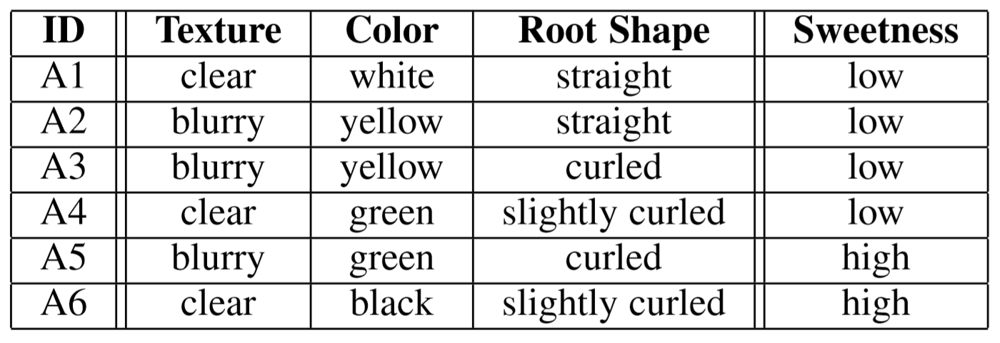 ID Texture Color Root Shape Sweetness
A1 clear white straight low
A2 blurry yellow straight low
A3 blurry yellow curled low
A4 clear green slightly curled low
A5 blurry green curled high
A6 clear black slightly curled high